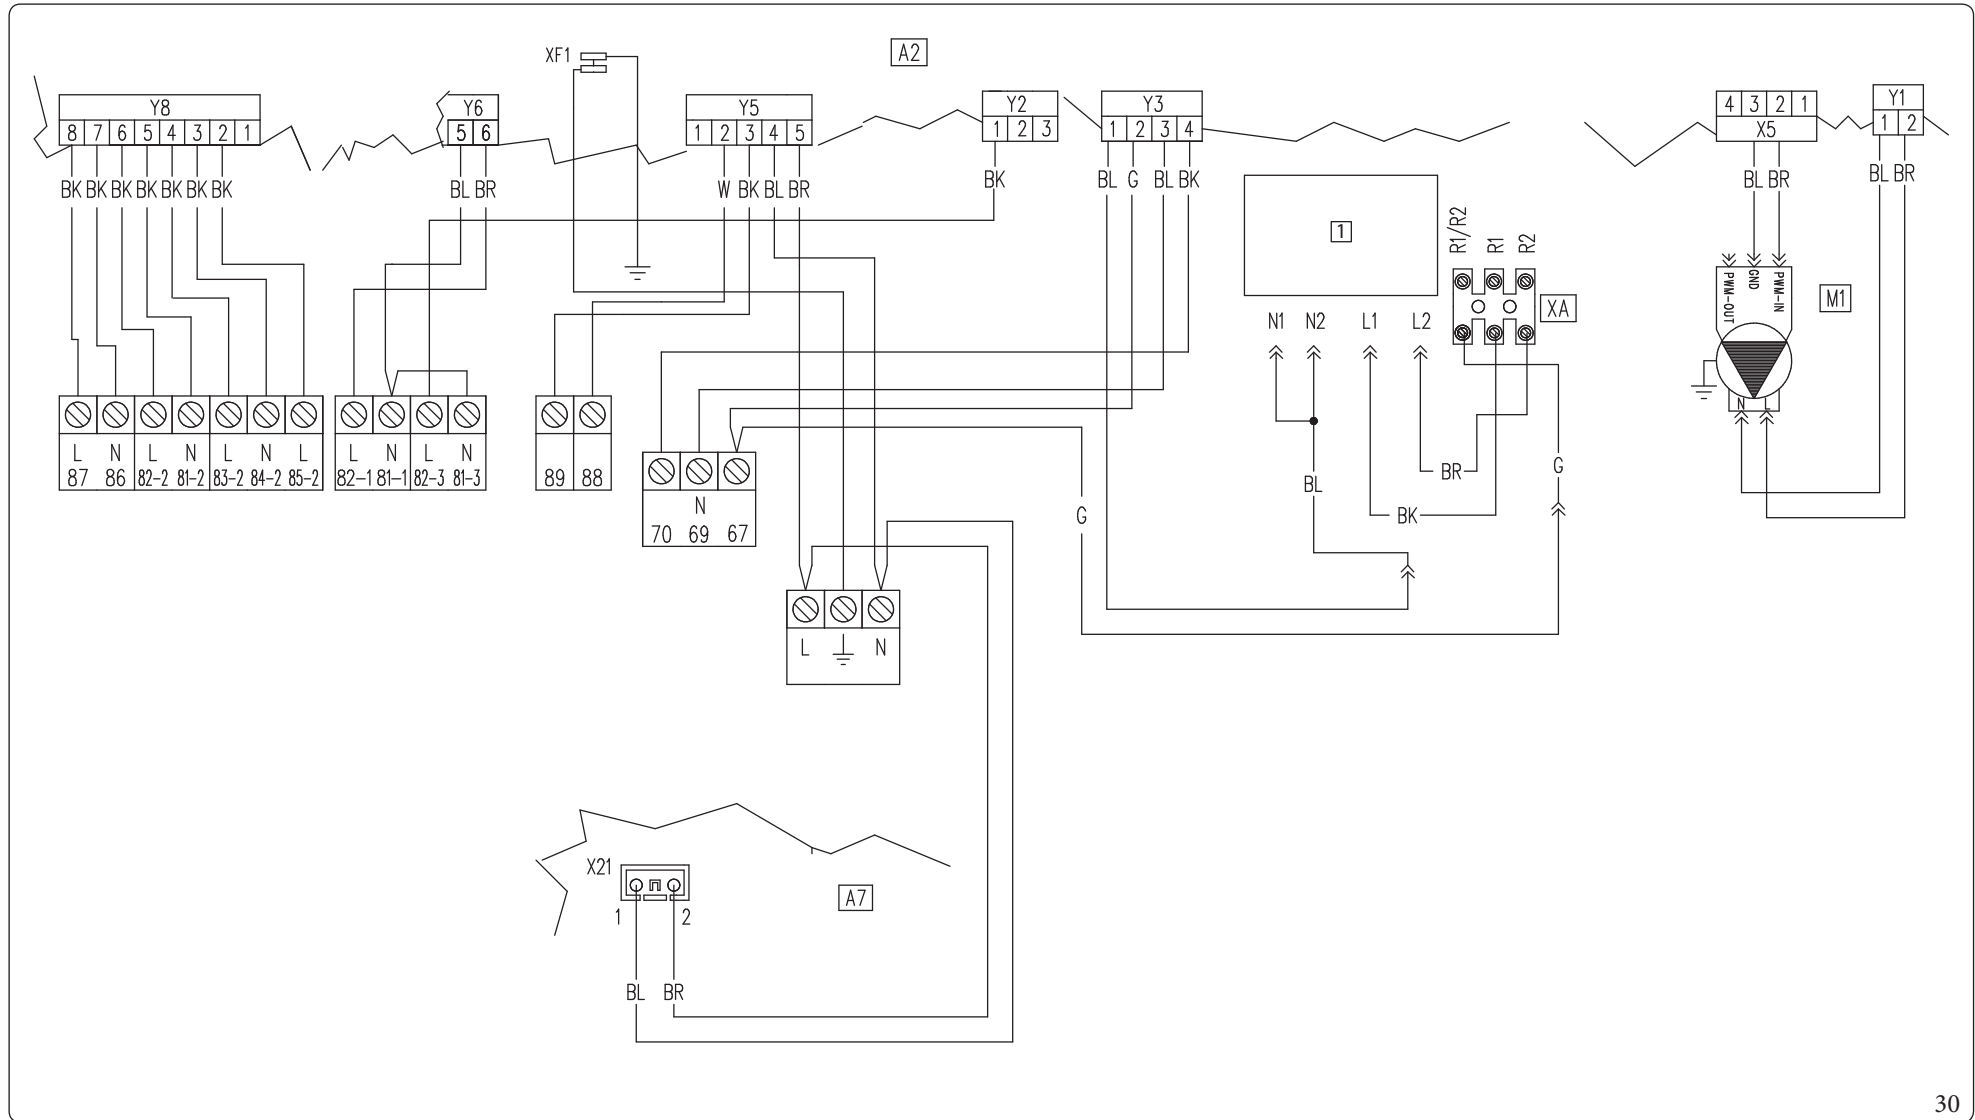 XF1
A2
Y8
Y6
Y5
Y2
Y3
4 3 2 1
Y1
8 7 6 5 4 3 2 1
5 6
1 2 3 4 5
1 2 3
1 2 3 4
X5
1 2
BK BK BK BK BK BK BK
BL BR
W BK BL BR
BK
BL G BL BK
BL BR
BL BR
1
R1/R2
R1
R2
XA
N1 N2 L1 L2
PWM-OUT
GND
PWM-IN
M1
N L
L N L N L N L
87 86 82-2 81-2 83-2 84-2 85-2
L N L N
82-1 81-1 82-3 81-3
89 88
BR
G
BL
N
70 69 67
G
BK
L N
X21
A7
1 2
BL BR
30